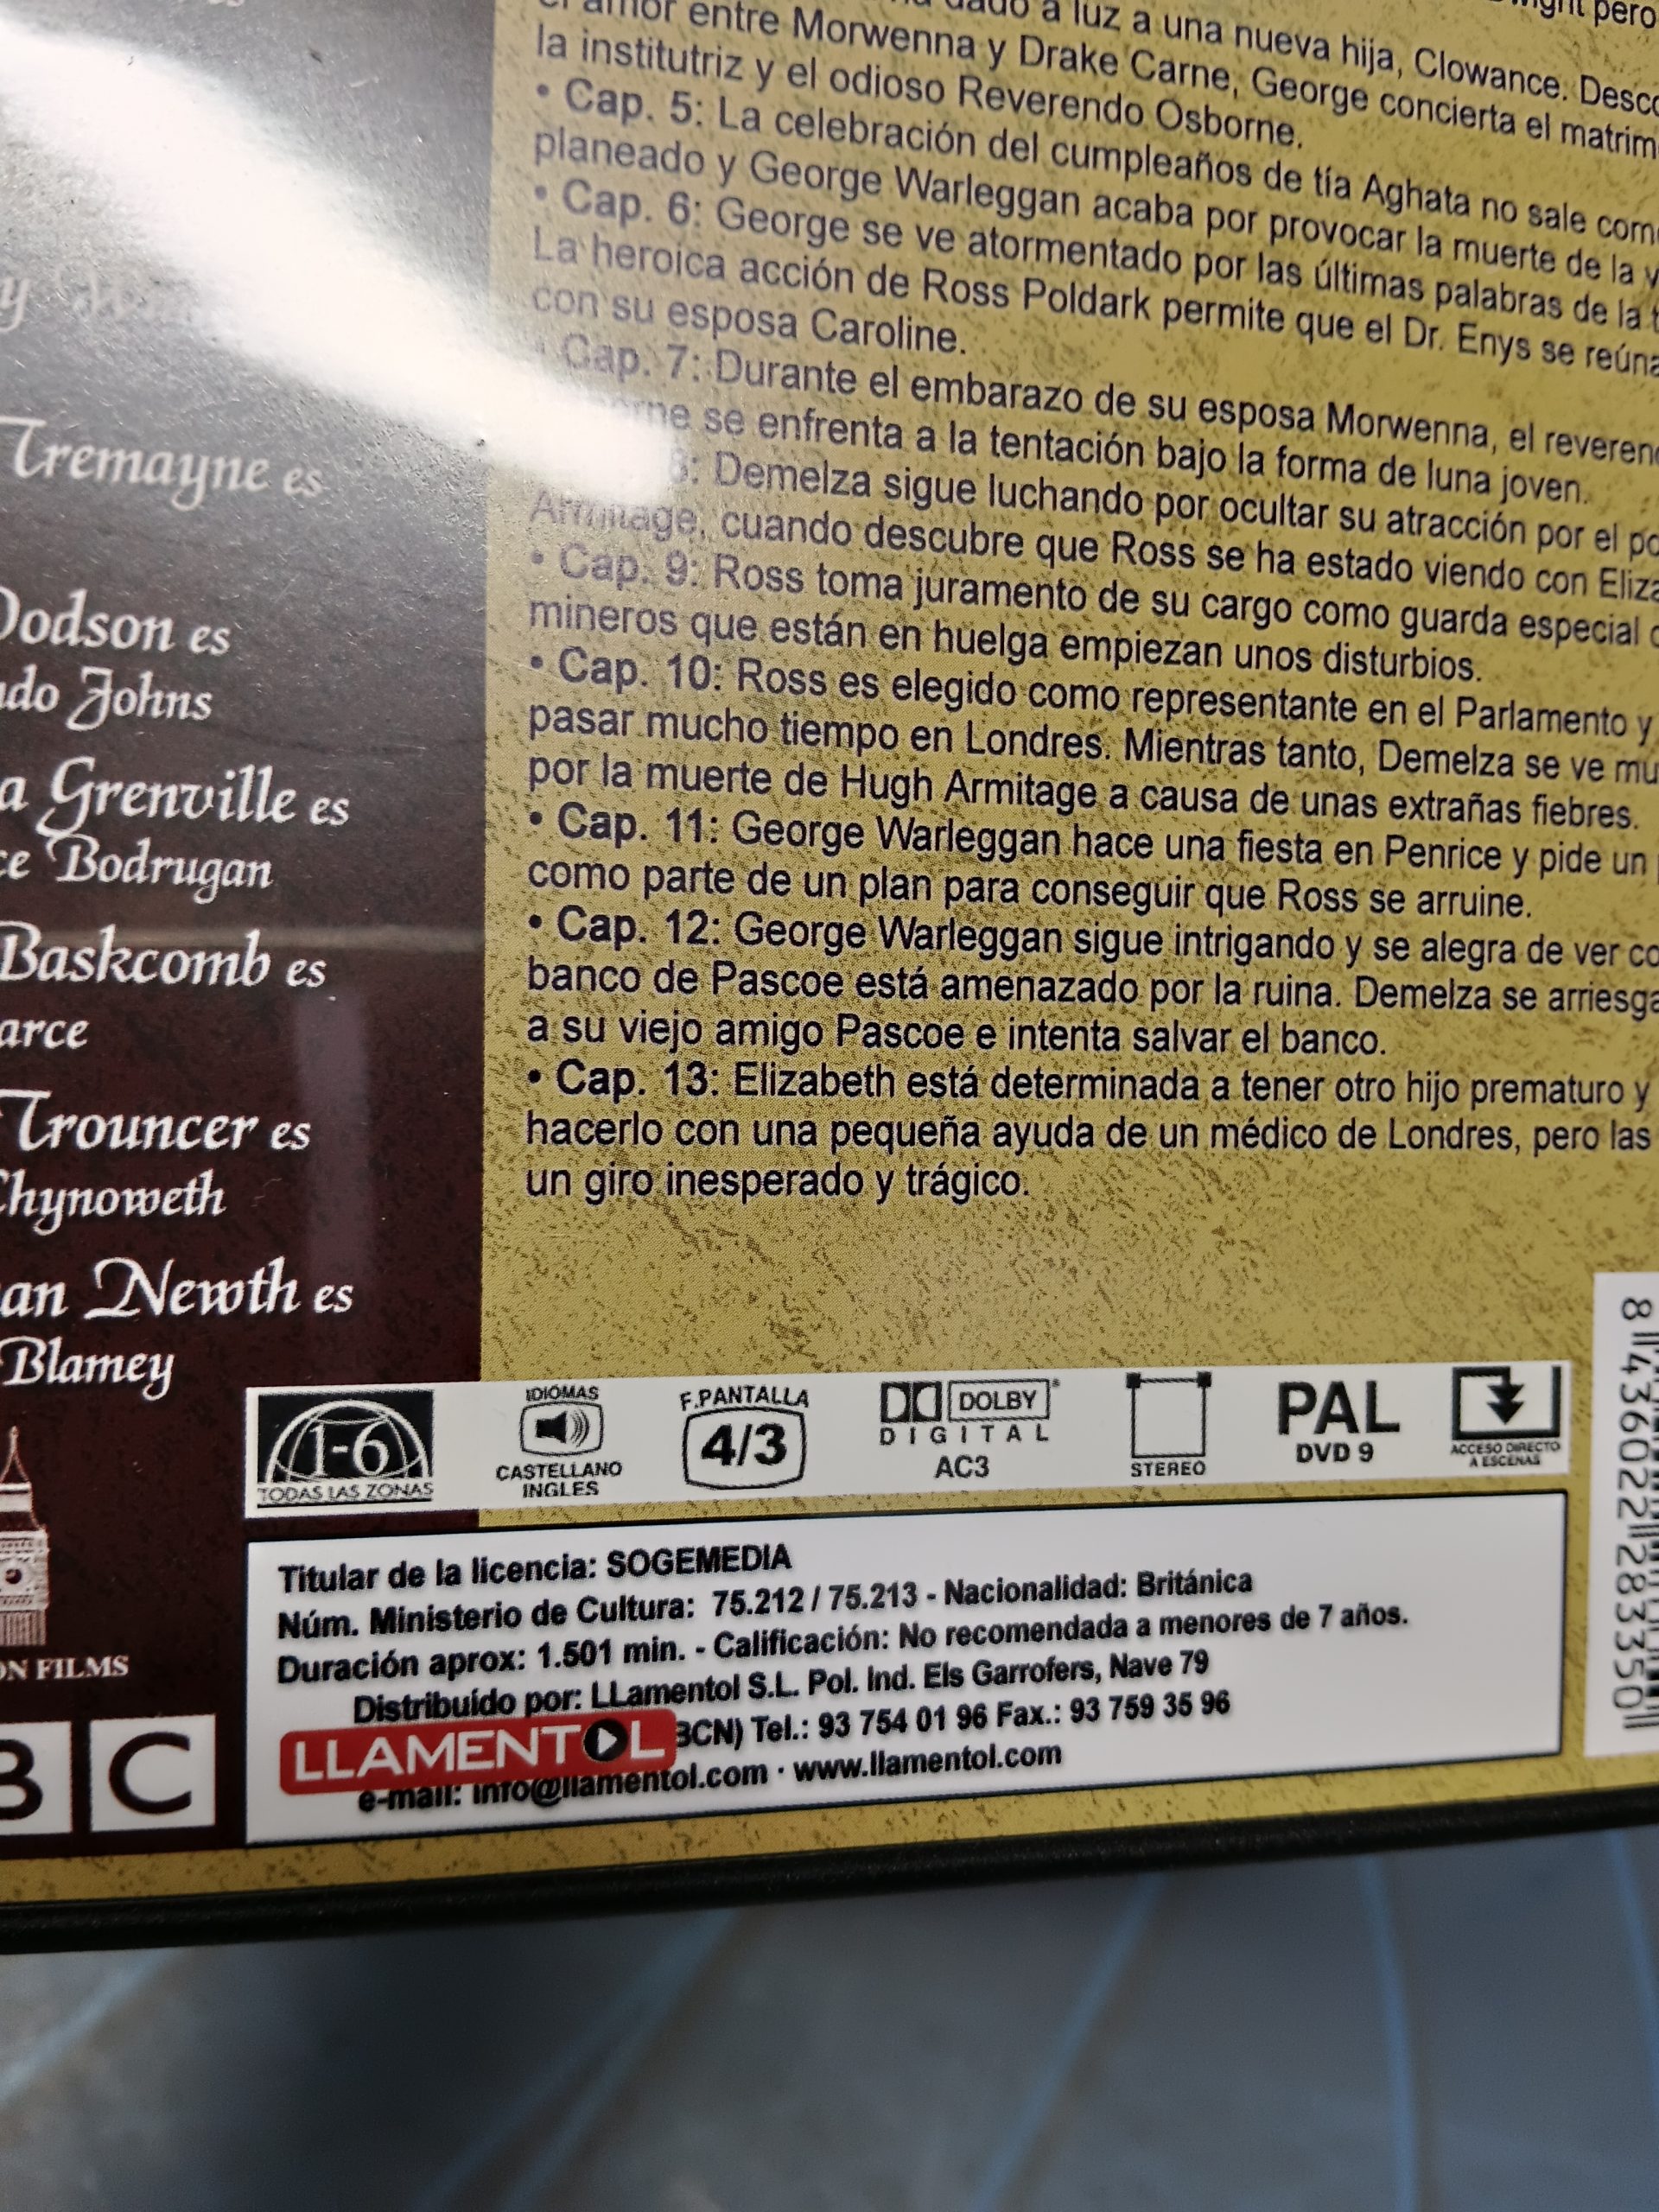 dado a luz a una nueva hija, Clowance.
el amor entre Morwenna y Drake Carne, George concierta el
la institutriz y el odioso Reverendo Osborne.
• Cap. 5: La celebración del cumpleaños de tía Aghata no sale
planeado y George Warleggan acaba por provocar la muerte de la
• Cap. 6: George se ve atormentado por las últimas palabras de la
La heroica acción de Ross Poldark permite que el Dr. Enys se
con su esposa Caroline.
• Cap. 7: Durante el embarazo de su esposa Morwenna, el
se enfrenta a la tentación bajo la forma de luna joven.
8: Demelza sigue luchando por ocultar su atracción por el
Armitage, cuando descubre que Ross se ha estado viendo con
• Cap. 9: Ross toma juramento de su cargo como guarda especial
mineros que están en huelga empiezan unos disturbios.
• Cap. 10: Ross es elegido como representante en el Parlamento y
pasar mucho tiempo en Londres. Mientras tanto, Demelza se ve
por la muerte de Hugh Armitage a causa de unas extrañas fiebres.
• Cap. 11: George Warleggan hace una fiesta en Penrice y pide un
como parte de un plan para conseguir que Ross se arruine.
• Cap. 12: George Warleggan sigue intrigando y se alegra de ver
banco de Pascoe está amenazado por la ruina. Demelza se
a su viejo amigo Pascoe e intenta salvar el banco.
• Cap. 13: Elizabeth está determinada a tener otro hijo prematuro y
hacerlo con una pequeña ayuda de un médico de Londres, pero las
un giro inesperado y trágico.
Tremayne es
Dodson es
Johns
Grenville es
Bodrugan
Baskcomb es
Trouncer es
Chynoweth
Newth es
Blamey
FILMS
B C
1-6
TODAS LAS ZONAS
IDIOMAS
CASTELLANO
INGLES
F.PANTALLA
4/3
DOLBY
DIGITAL
AC3
STEREO
PAL
DVD 9
ACCESO DIRECTO
A ESCENAS
8 436022 283350
Titular de la licencia: SOGEMEDIA
Núm. Ministerio de Cultura: 75.212 / 75.213 - Nacionalidad: Británica
Duración aprox: 1.501 min. - Calificación: No recomendada a menores de 7 años.
Distribuído por: LLamentol S.L. Pol. Ind. Els Garrofers, Nave 79
LLAMENTOL
BCN) Tel.: 93 754 01 96 Fax.: 93 759 35 96
e-mail: info@llamentol.com · www.llamentol.com